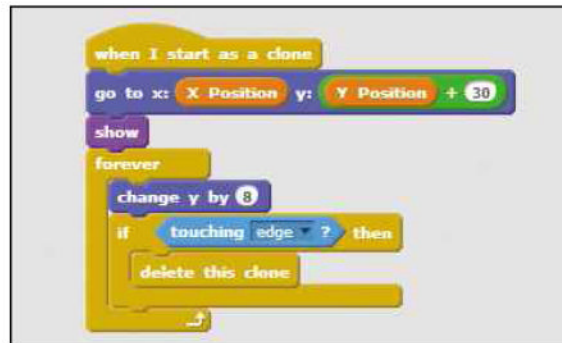 when I start as a clone
go to x: X Position y: Y Position + 30
show
forever
change y by 8
if touching edge ? then
delete this clone